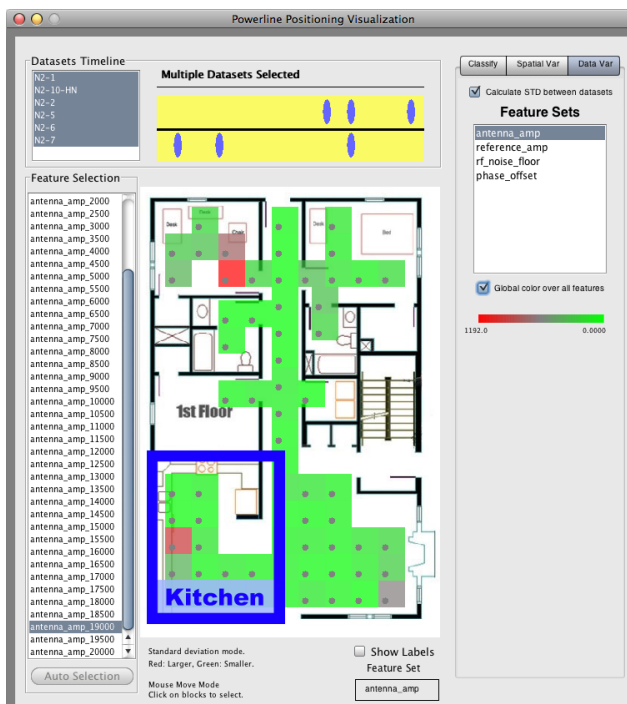 Powerline Positioning Visualization
Datasets Timeline
N2-1
N2-10-HN
N2-2
N2-5
N2-6
N2-7
Multiple Datasets Selected
Feature Selection
antenna_amp_2000
antenna_amp_2500
antenna_amp_3000
antenna_amp_3500
antenna_amp_4000
antenna_amp_4500
antenna_amp_5000
antenna_amp_5500
antenna_amp_6000
antenna_amp_6500
antenna_amp_7000
antenna_amp_7500
antenna_amp_8000
antenna_amp_8500
antenna_amp_9000
antenna_amp_9500
antenna_amp_10000
antenna_amp_10500
antenna_amp_11000
antenna_amp_11500
antenna_amp_12000
antenna_amp_12500
antenna_amp_13000
antenna_amp_13500
antenna_amp_14000
antenna_amp_14500
antenna_amp_15000
antenna_amp_15500
antenna_amp_16000
antenna_amp_16500
antenna_amp_17000
antenna_amp_17500
antenna_amp_18000
antenna_amp_18500
antenna_amp_19000
antenna_amp_19500
antenna_amp_20000
Auto Selection
Desk
Chair
Desk
Bed
1st Floor
Kitchen
Standard deviation mode.
Red: Larger, Green: Smaller.
Mouse Move Mode
Click on blocks to select.
Show Labels
Feature Set
antenna_amp
Classify
Spatial Var
Data Var
Calculate STD between datasets
Feature Sets
antenna_amp
reference_amp
rf_noise_floor
phase_offset
Global color over all features
1192.0
0.0000